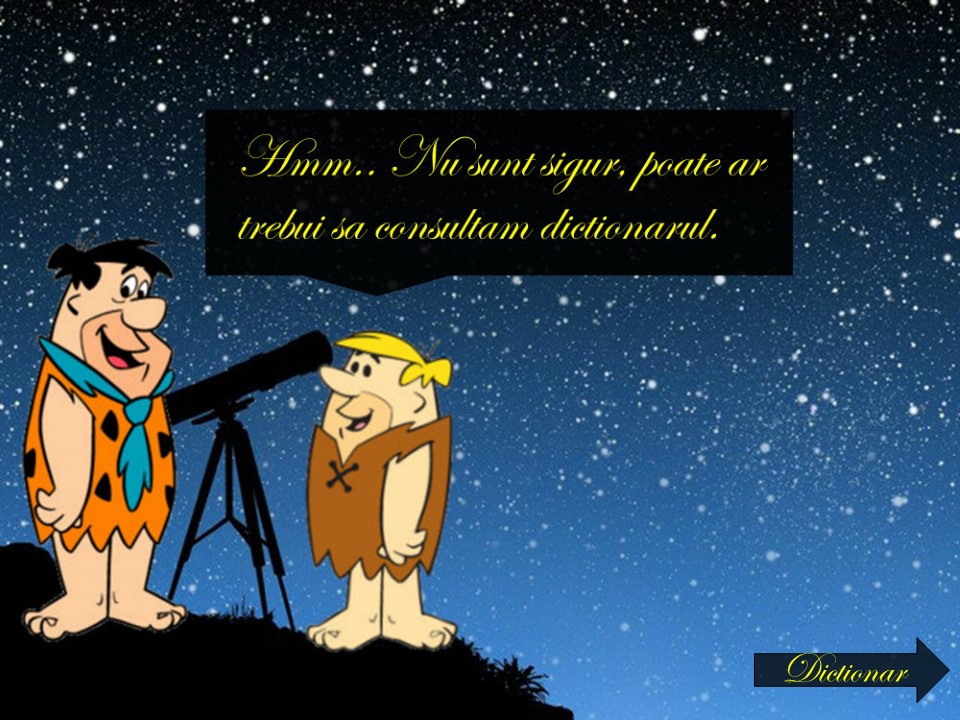 Hmm.. Nu sunt sigur, poate ar
trebui sa consultam dictionarul.
Dictionar